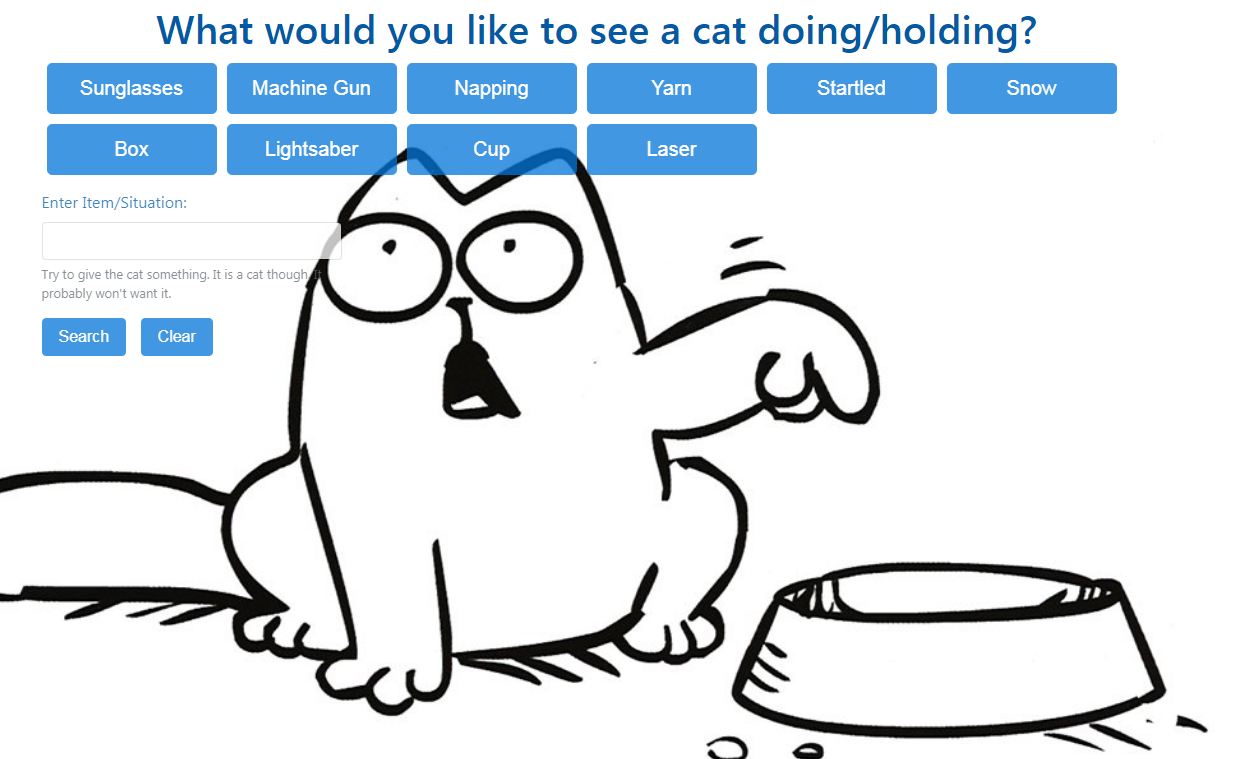 What would you like to see a cat doing/holding?
Sunglasses Machine Gun Napping Yarn Startled Snow
Box Lightsaber Cup Laser
Enter Item/Situation:
Try to give the cat something. It is a cat though. It
probably won't want it.
Search Clear